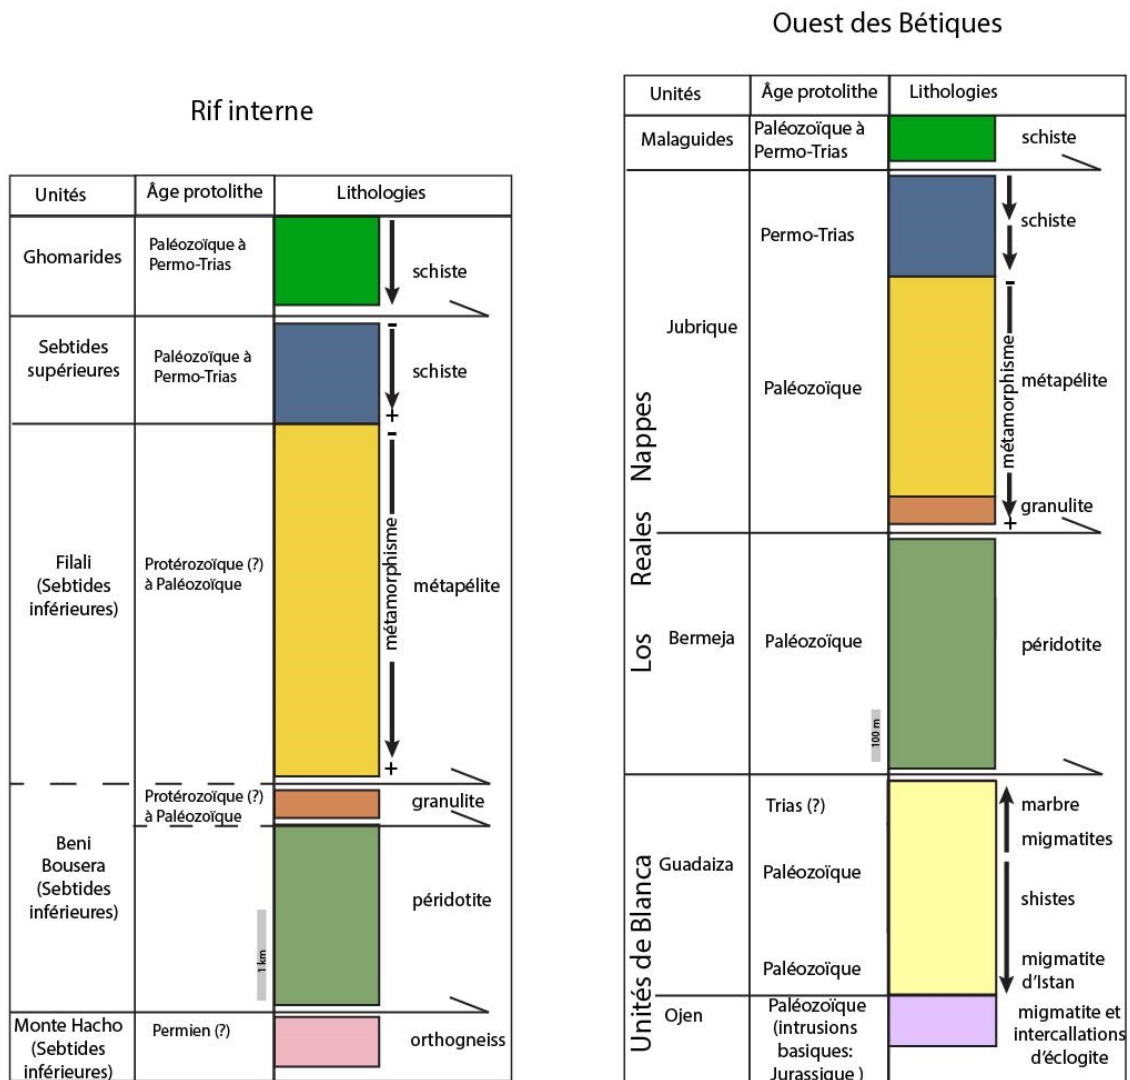 Rif interne
Unités
Âge protolithe
Lithologies
Ghomarides
Paléozoïque à
Permo-Trias
schiste
Sebtides
supérieures
Paléozoïque à
Permo-Trias
-
schiste
+
Filali
(Sebtides
inférieures)
Protérozoïque (?)
à Paléozoïque
-
métamorphisme
+
métapélite
Beni
Bousera
(Sebtides
inférieures)
Protérozoïque (?)
à Paléozoïque
granulite
péridotite
1 km
Monte Hacho
(Sebtides
inférieures)
Permien (?)
orthogneiss
Ouest des Bétiques
Unités
Âge protolithe
Lithologies
Malaguides
Paléozoïque à
Permo-Trias
schiste
Los Reales Nappes
Jubrique
Permo-Trias
schiste
Paléozoïque
-
métamorphisme
+
métapélite
granulite
Bermeja
Paléozoïque
péridotite
100 m
Unités de Blanca
Guadaiza
Trias (?)
marbre
migmatites
Paléozoïque
shistes
Paléozoïque
migmatite
d'Istan
Ojen
Paléozoïque
(intrusions
basiques:
Jurassique )
migmatite et
intercallations
d'éclogite